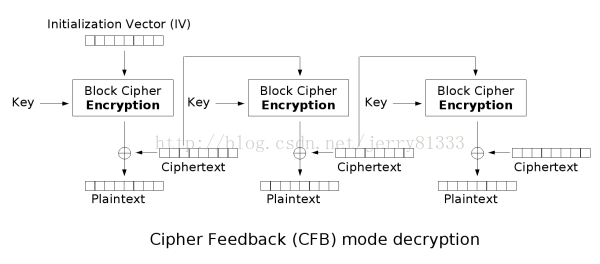 Initialization Vector (IV)
Block Cipher
Encryption
Key
Block Cipher
Encryption
Key
Block Cipher
Encryption
Key
http://blog.csdn.net/jerry81333
Ciphertext
Ciphertext
Ciphertext
Plaintext
Plaintext
Plaintext
Cipher Feedback (CFB) mode decryption